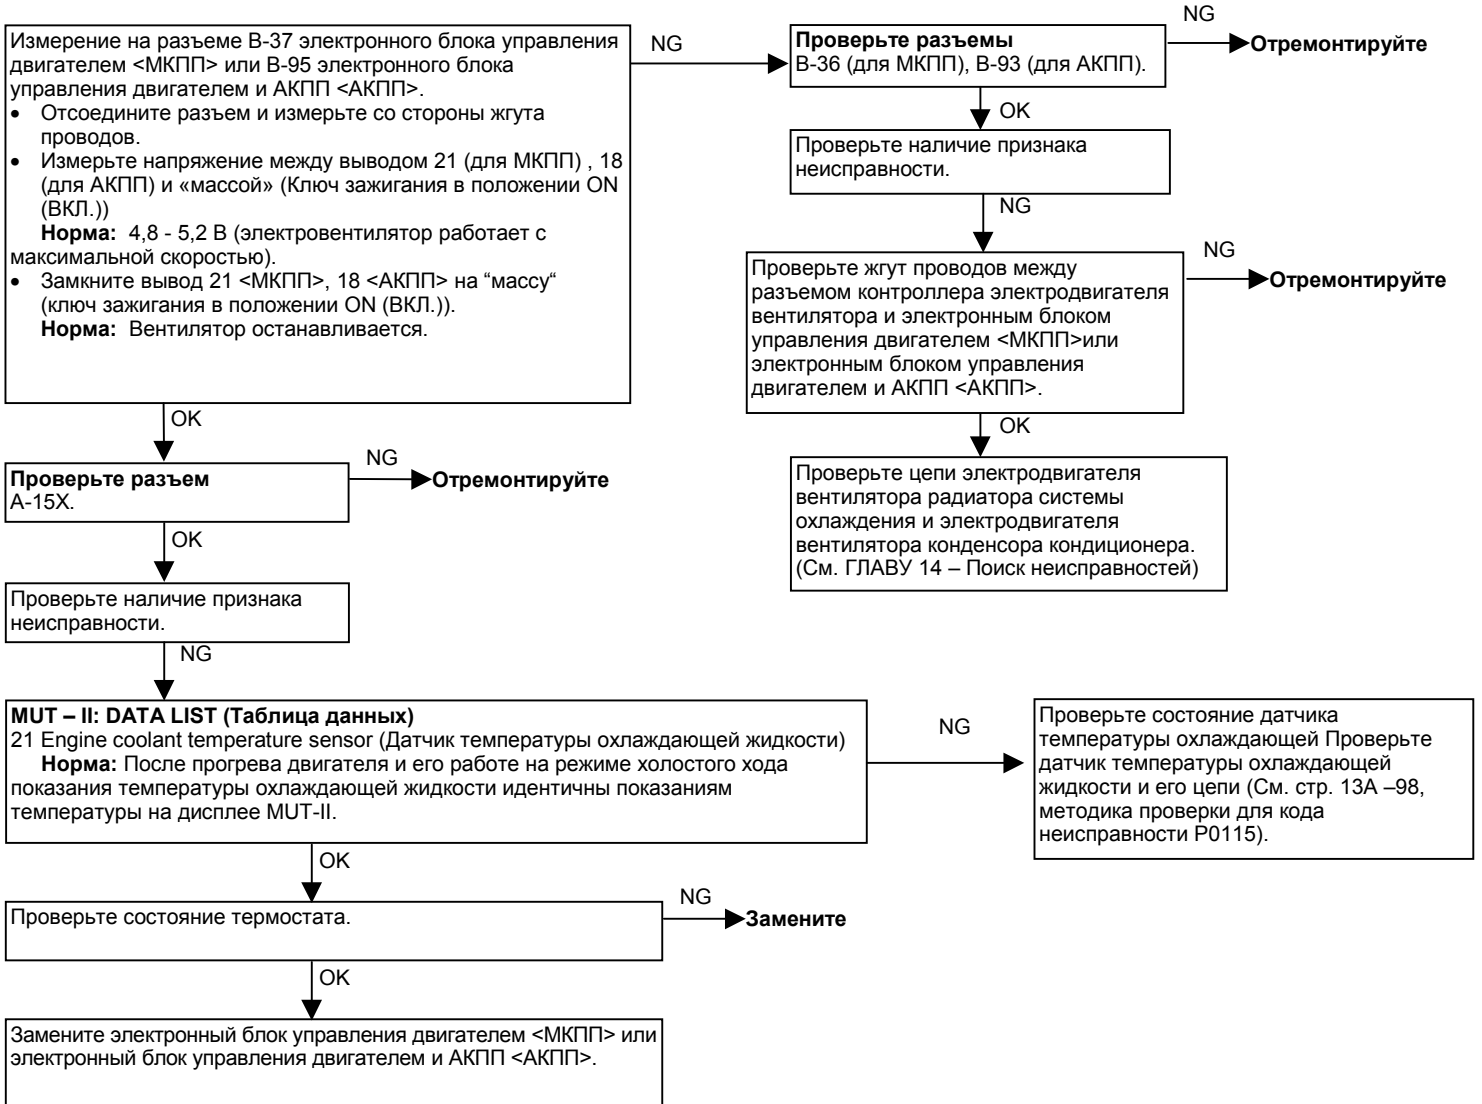 Измерение на разъеме В-37 электронного блока управления
двигателем <МКПП> или В-95 электронного блока
управления двигателем и АКПП <АКПП>.
• Отсоедините разъем и измерьте со стороны жгута
проводов.
• Измерьте напряжение между выводом 21 (для МКПП) , 18
(для АКПП) и «массой» (Ключ зажигания в положении ON
(ВКЛ.))
Норма: 4,8 - 5,2 В (электровентилятор работает с
максимальной скоростью).
• Замкните вывод 21 <МКПП>, 18 <АКПП> на “массу“
(ключ зажигания в положении ON (ВКЛ.)).
Норма: Вентилятор останавливается.
NG
Проверьте разъемы
В-36 (для МКПП), В-93 (для АКПП).
NG
Отремонтируйте
OK
Проверьте наличие признака
неисправности.
NG
Проверьте жгут проводов между
разъемом контроллера электродвигателя
вентилятора и электронным блоком
управления двигателем <МКПП>или
электронным блоком управления
двигателем и АКПП <АКПП>.
NG
Отремонтируйте
OK
Проверьте цепи электродвигателя
вентилятора радиатора системы
охлаждения и электродвигателя
вентилятора конденсора кондиционера.
(См. ГЛАВУ 14 – Поиск неисправностей)
OK
Проверьте разъем
А-15Х.
NG
Отремонтируйте
OK
Проверьте наличие признака
неисправности.
NG
MUT – II: DATA LIST (Таблица данных)
21 Engine coolant temperature sensor (Датчик температуры охлаждающей жидкости)
Норма: После прогрева двигателя и его работе на режиме холостого хода
показания температуры охлаждающей жидкости идентичны показаниям
температуры на дисплее MUT-II.
NG
Проверьте состояние датчика
температуры охлаждающей Проверьте
датчик температуры охлаждающей
жидкости и его цепи (См. стр. 13А –98,
методика проверки для кода
неисправности Р0115).
OK
Проверьте состояние термостата.
NG
Замените
OK
Замените электронный блок управления двигателем <МКПП> или
электронный блок управления двигателем и АКПП <АКПП>.